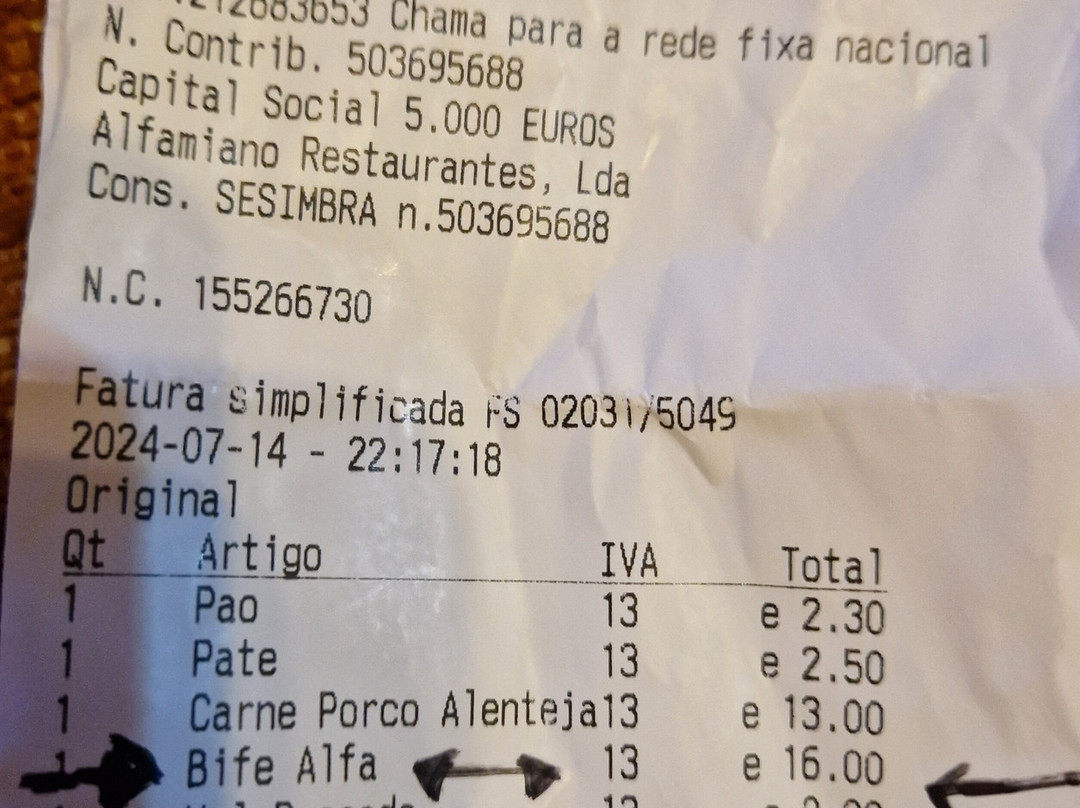 Chama para a rede fixa nacional
N. Contrib. 503695688
Capital Social 5.000 EUROS
Alfamiano Restaurantes, Lda
Cons. SESIMBRA n.503695688
N.C. 155266730
Fatura simplificada FS 02031/5049
2024-07-14 - 22:17:18
Original
Qt Artigo IVA Total
1 Pao 13 e 2.30
1 Pate 13 e 2.50
1 Carne Porco Alenteja13 e 13.00
1 Bife Alfa 13 e 16.00